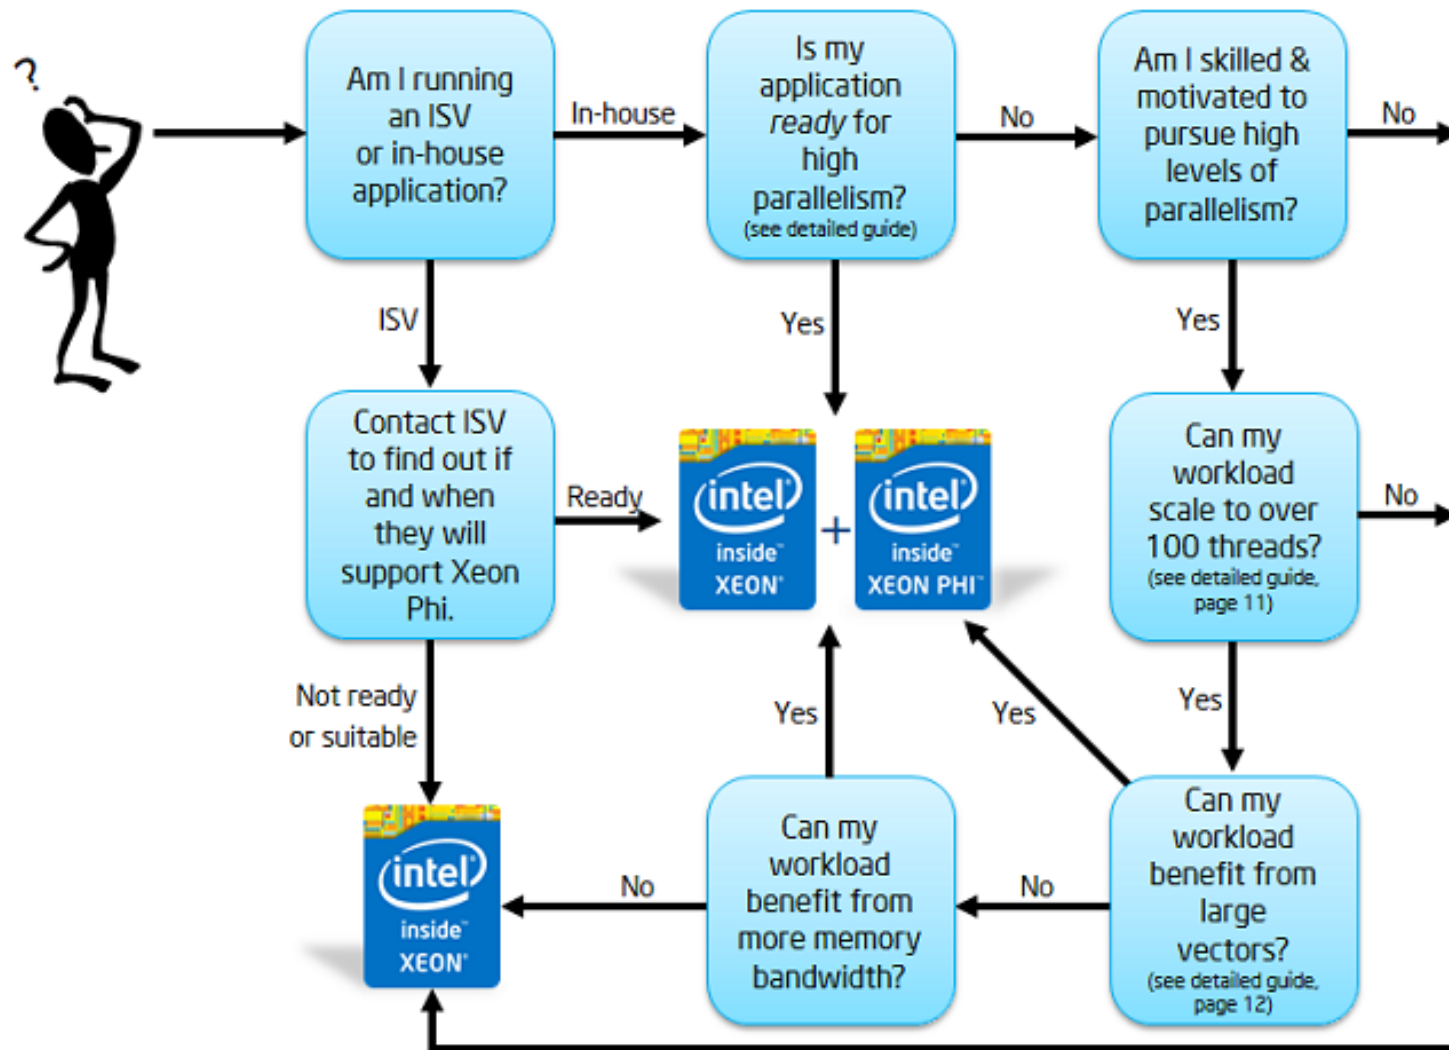 ?
Am I running
an ISV
or in-house
application?
In-house
Is my
application
ready for
high
parallelism?
(see detailed guide)
No
Am I skilled &
motivated to
pursue high
levels of
parallelism?
No
ISV
Yes
Yes
Contact ISV
to find out if
and when
they will
support Xeon
Phi.
Ready
intel®
inside™
XEON®
+
intel®
inside™
XEON PHI™
Can my
workload
scale to over
100 threads?
(see detailed guide,
page 11)
No
Not ready
or suitable
Yes
Yes
Yes
intel®
inside™
XEON®
No
Can my
workload
benefit from
more memory
bandwidth?
No
Can my
workload
benefit from
large
vectors?
(see detailed guide,
page 12)